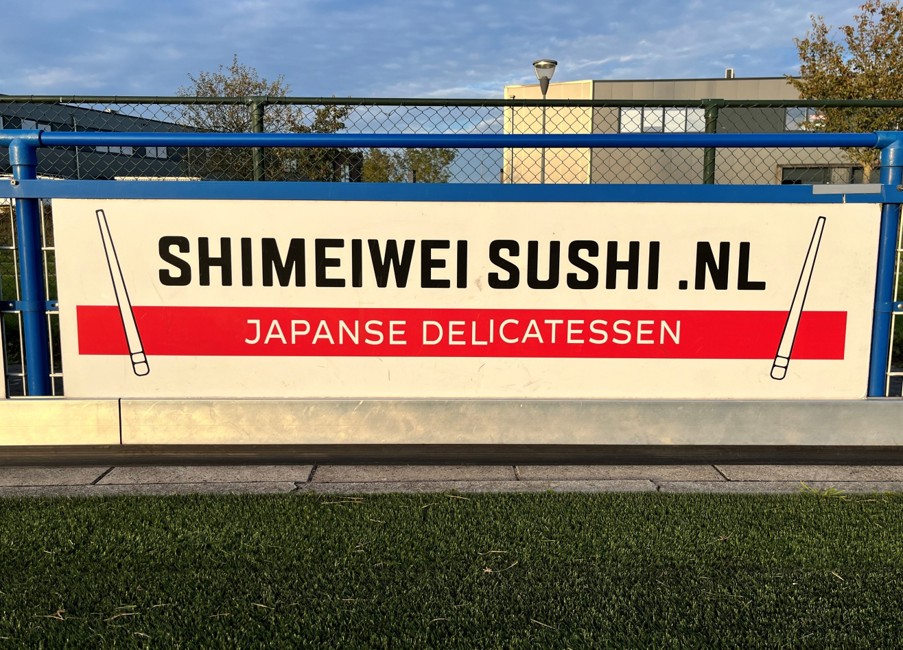 SHIMEIWEI SUSHI .NL
JAPANSE DELICATESSEN